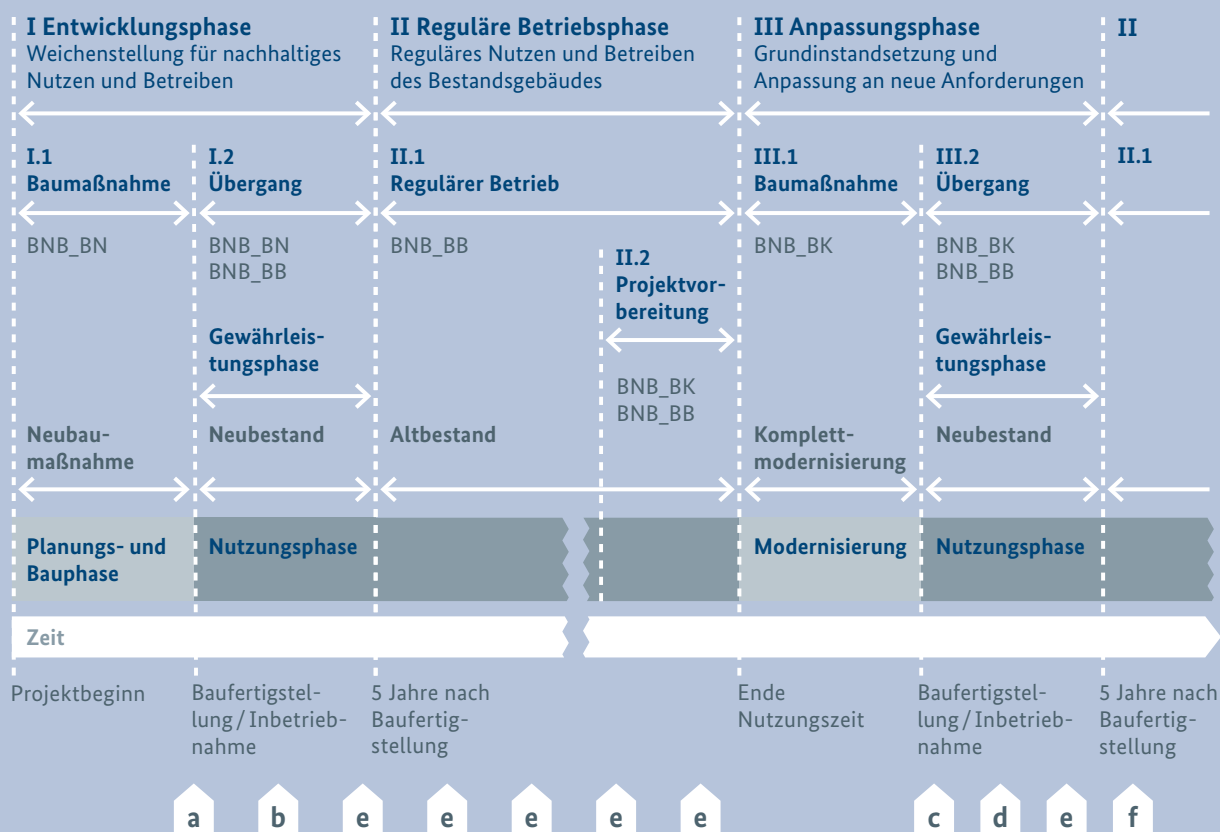 I Entwicklungsphase
Weichenstellung für nachhaltiges
Nutzen und Betreiben
II Reguläre Betriebsphase
Reguläres Nutzen und Betreiben
des Bestandsgebäudes
III Anpassungsphase
Grundinstandsetzung und
Anpassung an neue Anforderungen
II
I.1
Baumaßnahme
I.2
Übergang
II.1
Regulärer Betrieb
III.1
Baumaßnahme
III.2
Übergang
II.1
BNB_BN
BNB_BN
BNB_BB
BNB_BB
II.2
Projektvor-
bereitung
BNB_BK
BNB_BB
BNB_BK
BNB_BK
BNB_BB
Gewährleis-
tungsphase
Gewährleis-
tungsphase
Neubau-
maßnahme
Neubestand
Altbestand
Komplett-
modernisierung
Neubestand
Planungs- und
Bauphase
Nutzungsphase
Modernisierung
Nutzungsphase
Zeit
Projektbeginn
Baufertigstel-
lung / Inbetrieb-
nahme
5 Jahre nach
Baufertig-
stellung
Ende
Nutzungszeit
Baufertigstel-
lung / Inbetrieb-
nahme
5 Jahre nach
Baufertig-
stellung
a b e e e e e c d e f